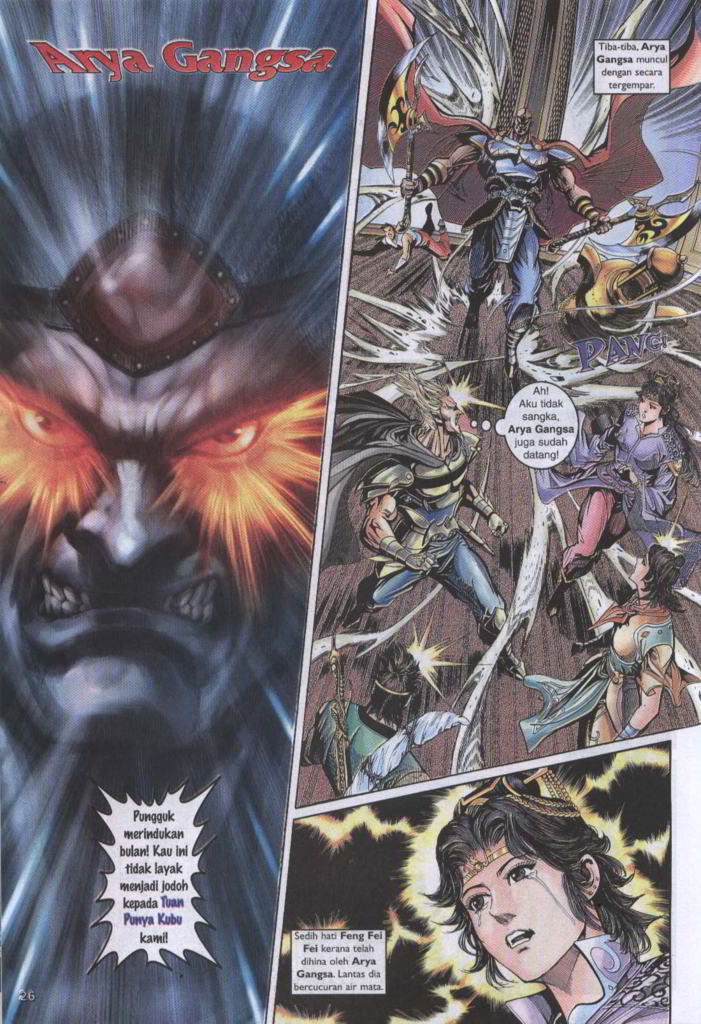 Arya Gangsa
Pungguk
merindukan
bulan! Kau ini
tidak layak
menjadi jodoh
kepada Tuan
Punya Kubu
kami!
26
Tiba-tiba, Arya
Gangsa muncul
dengan secara
tergempar.
PANG!
Ah!
Aku tidak
sangka,
Arya Gangsa
juga sudah
datang!
Sedih hati Feng Fei
Fei kerana telah
dihina oleh Arya
Gangsa. Lantas dia
bercucuran air mata.